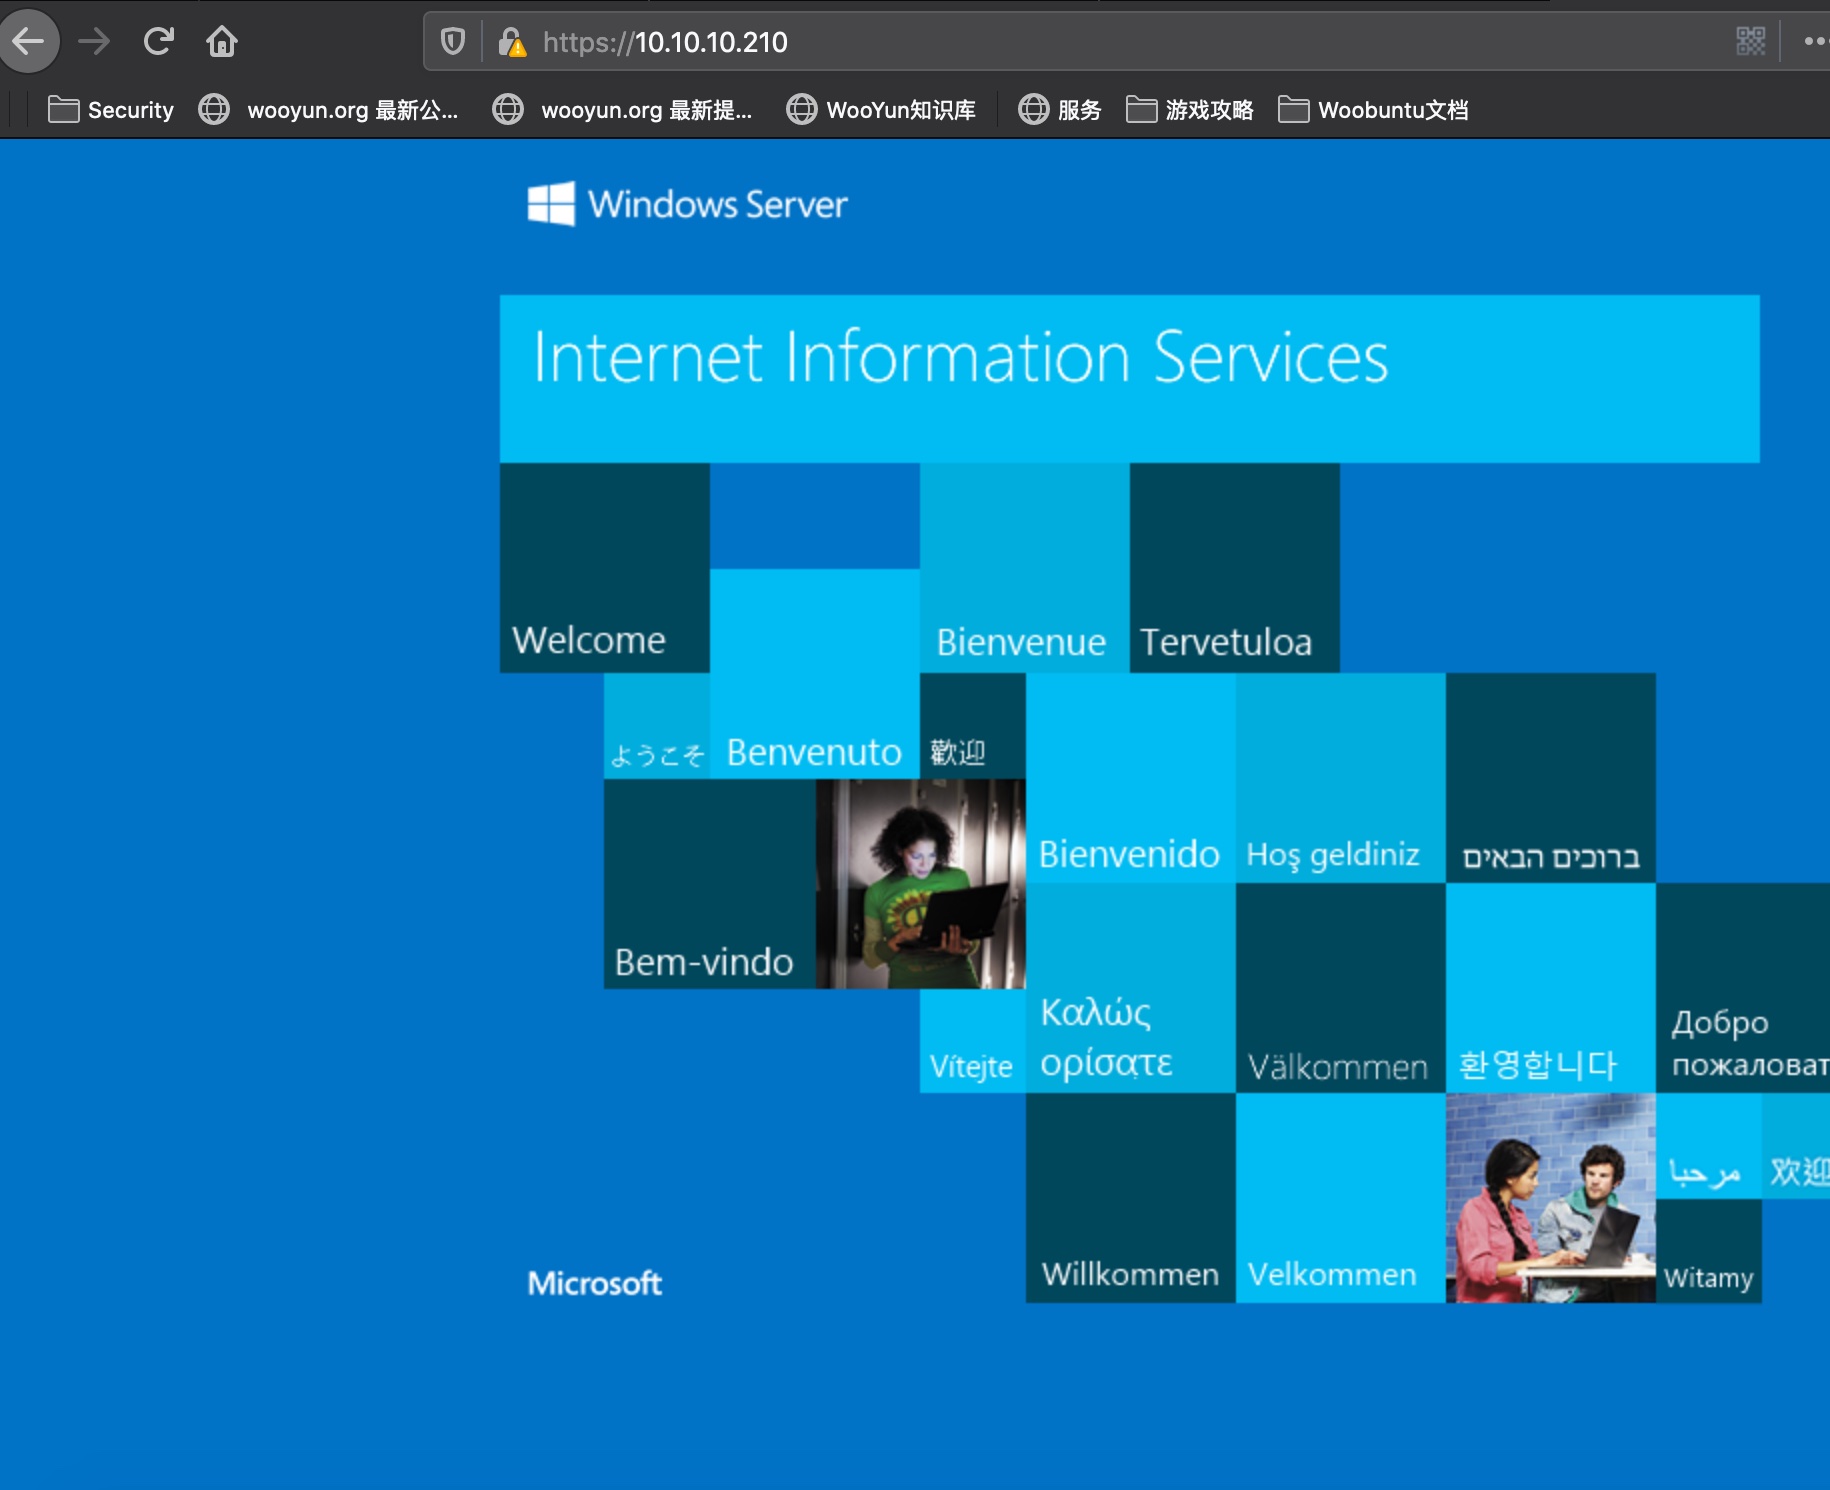 https://10.10.10.210
Security
wooyun.org 最新公...
wooyun.org 最新提...
WooYun知识库
服务
游戏攻略
Woobuntu文档
Windows Server
Internet Information Services
Welcome
Bienvenue
Tervetuloa
ようこそ
Benvenuto
歡迎
Bienvenido
Hoş geldiniz
ברוכים הבאים
Bem-vindo
Vítejte
Καλώς
ορίσατε
Välkommen
환영합니다
Добро
пожаловат
مرحبا
欢迎
Willkommen
Velkommen
Witamy
Microsoft